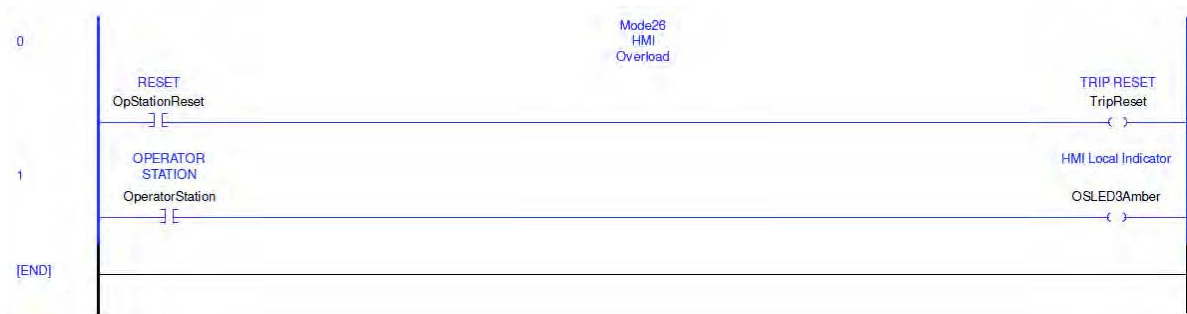 Mode26
HMI
Overload
0
RESET
OpStationReset
TRIP RESET
TripReset
1
OPERATOR
STATION
OperatorStation
HMI Local Indicator
OSLED3Amber
[END]